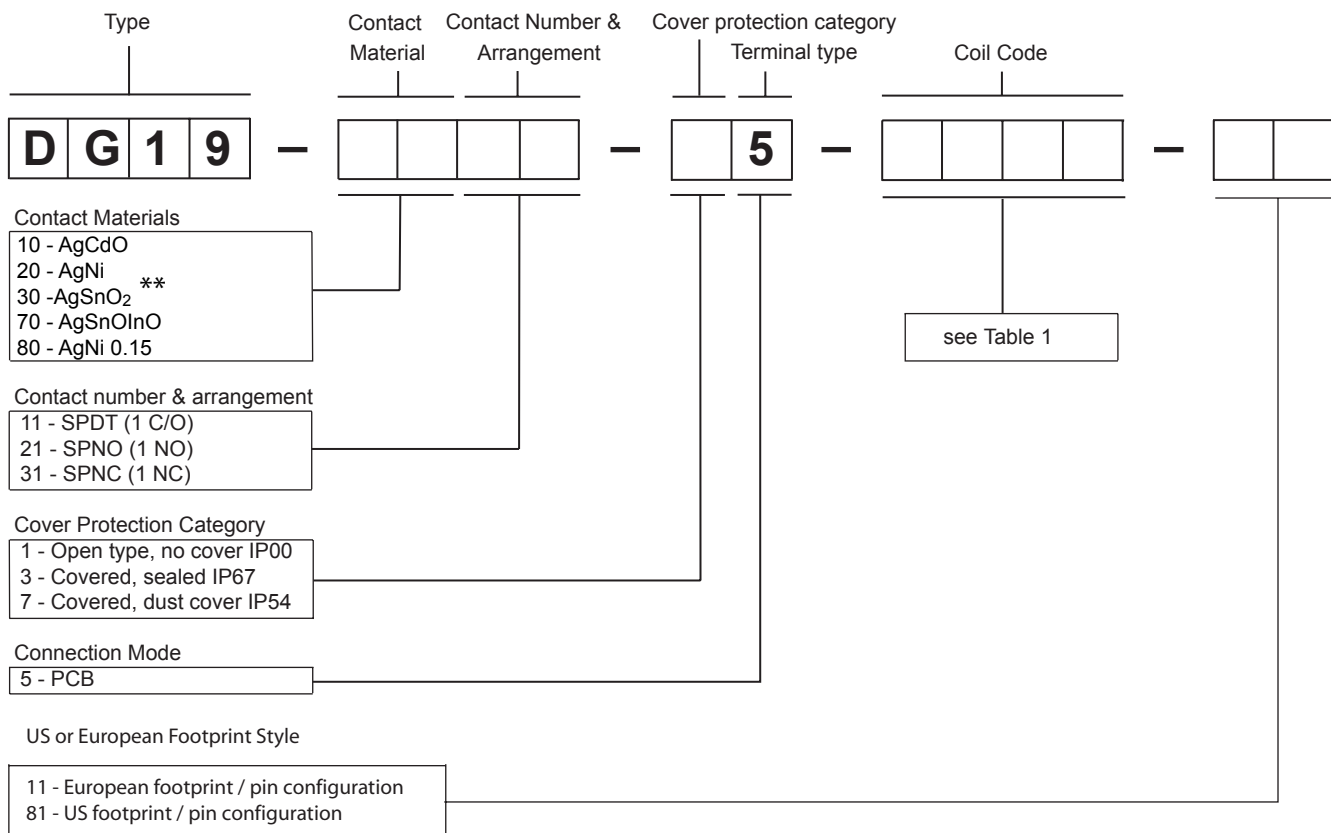 Type
Contact Material
Contact Number & Arrangement
Cover protection category
Terminal type
Coil Code
D G 1 9 – – 5 – –
Contact Materials
10 - AgCdO
20 - AgNi
30 -AgSnO2 **
70 - AgSnOInO
80 - AgNi 0.15
see Table 1
Contact number & arrangement
11 - SPDT (1 C/O)
21 - SPNO (1 NO)
31 - SPNC (1 NC)
Cover Protection Category
1 - Open type, no cover IP00
3 - Covered, sealed IP67
7 - Covered, dust cover IP54
Connection Mode
5 - PCB
US or European Footprint Style
11 - European footprint / pin configuration
81 - US footprint / pin configuration